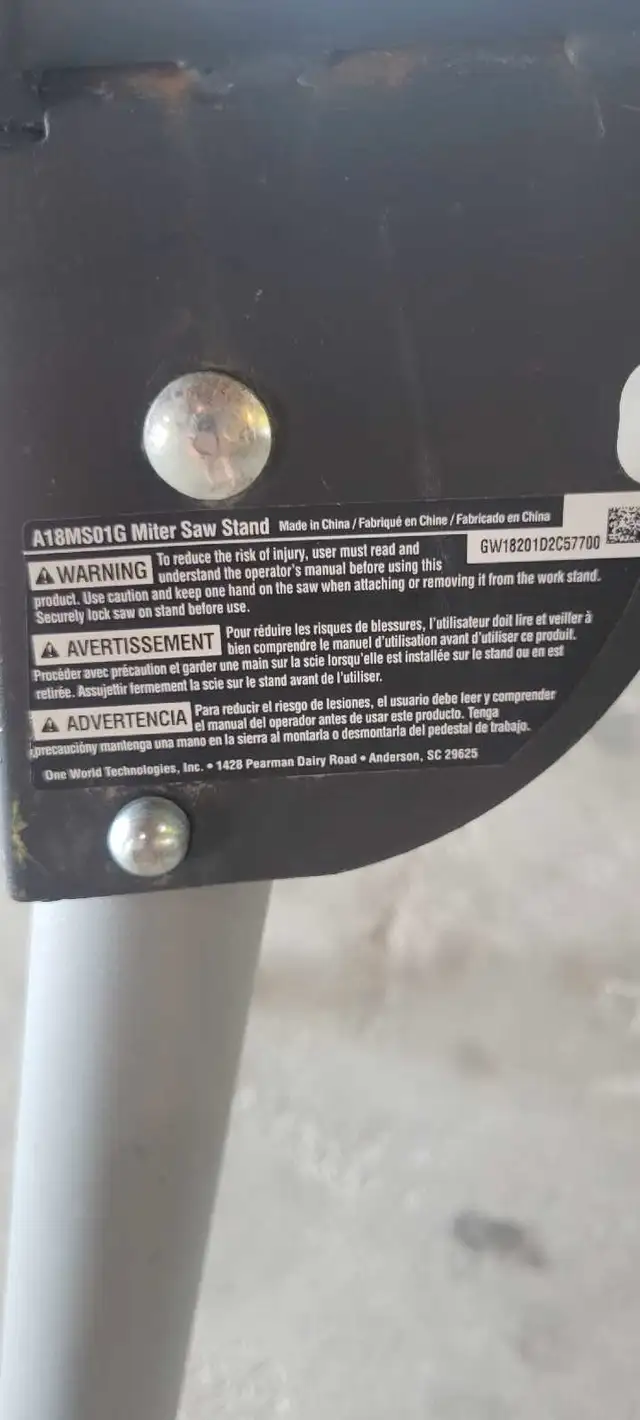 A18MS01G Miter Saw Stand Made in China / Fabriqué en Chine / Fabricado en China
GW18201D2C57700
WARNING To reduce the risk of injury, user must read and
understand the operator's manual before using this
product. Use caution and keep one hand on the saw when attaching or removing it from the work stand.
Securely lock saw on stand before use.
AVERTISSEMENT Pour réduire les risques de blessures, l'utilisateur doit lire et veiller à
bien comprendre le manuel d'utilisation avant d'utiliser ce produit.
Procéder avec précaution et garder une main sur la scie lorsqu'elle est installée sur le stand ou en est
retirée. Assujettir fermement la scie sur le stand avant de l'utiliser.
ADVERTENCIA Para reducir el riesgo de lesiones, el usuario debe leer y comprender
el manual del operador antes de usar este producto. Tenga
precaucióny mantenga una mano en la sierra al montarla o desmontarla del pedestal de trabajo.
One World Technologies, Inc. • 1428 Pearman Dairy Road • Anderson, SC 29625